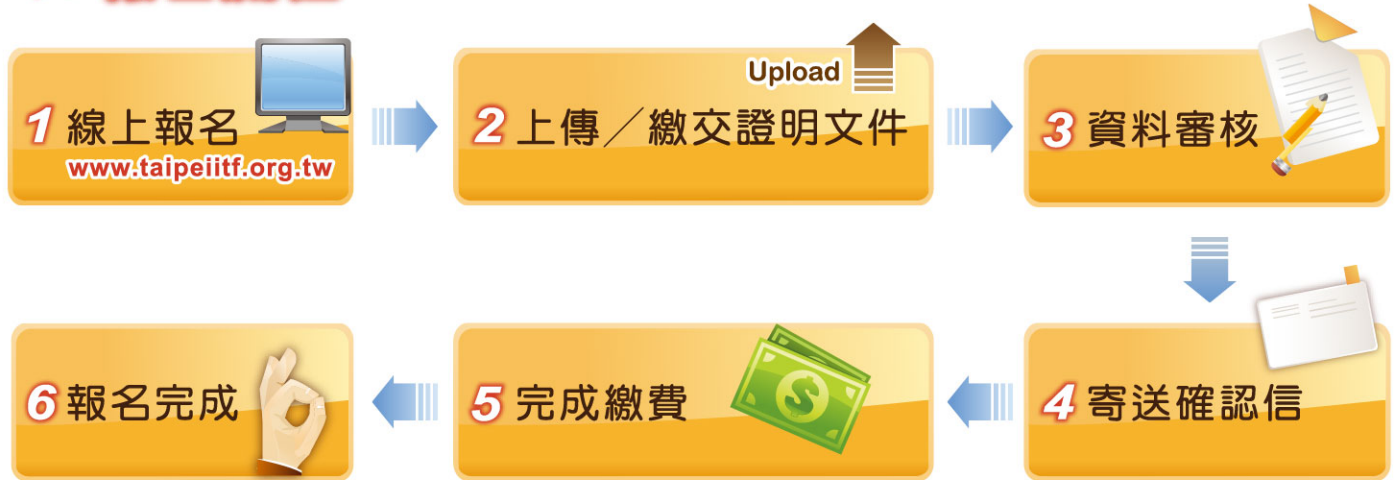 1 線上報名
www.taipeiitf.org.tw
Upload
2 上傳／繳交證明文件
3 資料審核
4 寄送確認信
5 完成繳費
6 報名完成